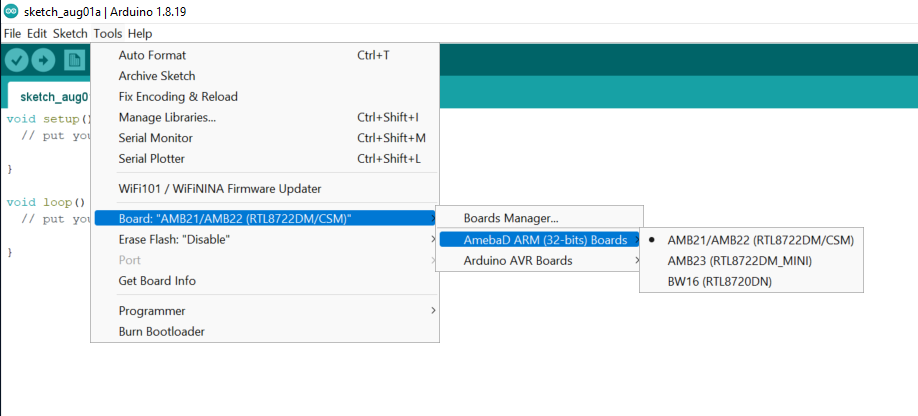 sketch_aug01a | Arduino 1.8.19
File Edit Sketch Tools Help
sketch_aug0
void setup()
// put you
}
void loop()
// put you
}
Auto Format Ctrl+T
Archive Sketch
Fix Encoding & Reload
Manage Libraries... Ctrl+Shift+I
Serial Monitor Ctrl+Shift+M
Serial Plotter Ctrl+Shift+L
WiFi101 / WiFiNINA Firmware Updater
Board: "AMB21/AMB22 (RTL8722DM/CSM)"
Erase Flash: "Disable"
Port
Get Board Info
Programmer
Burn Bootloader
Boards Manager...
AmebaD ARM (32-bits) Boards
Arduino AVR Boards
AMB21/AMB22 (RTL8722DM/CSM)
AMB23 (RTL8722DM_MINI)
BW16 (RTL8720DN)